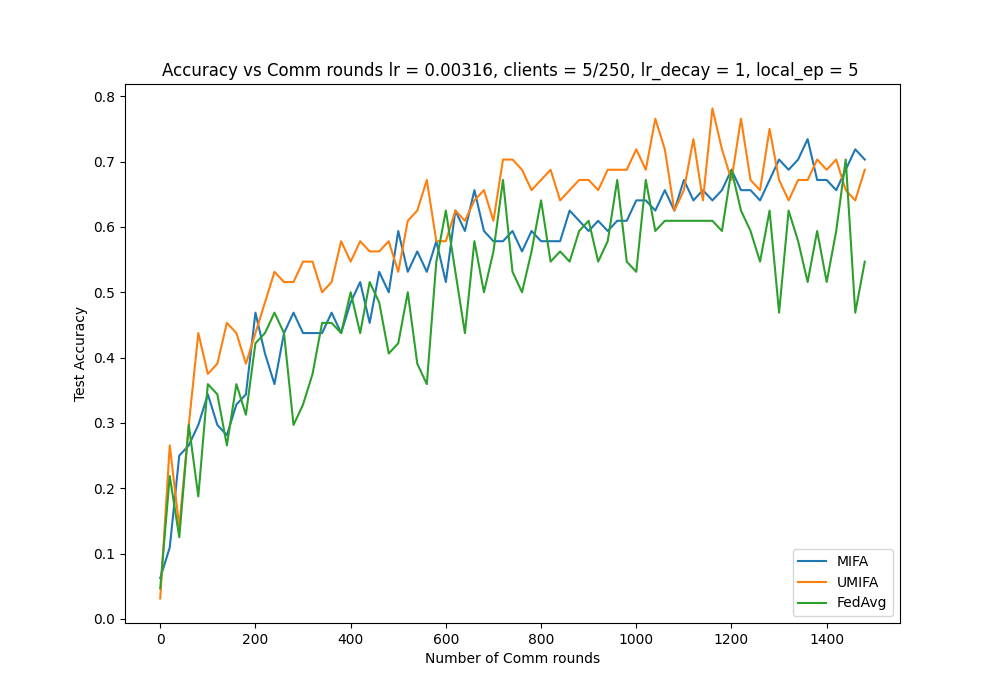 Accuracy vs Comm rounds lr = 0.00316, clients = 5/250, lr_decay = 1, local_ep = 5
0.8
0.7
0.6
0.5
0.4
0.3
0.2
0.1
0.0
Test Accuracy
MIFA
UMIFA
FedAvg
0 200 400 600 800 1000 1200 1400
Number of Comm rounds